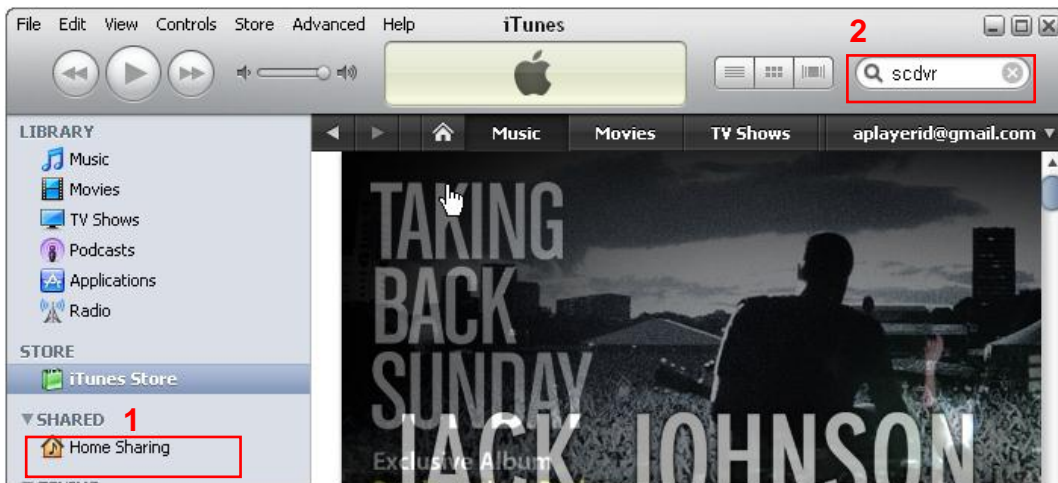 File Edit View Controls Store Advanced Help iTunes
2
scdvr
LIBRARY
Music
Movies
TV Shows
Podcasts
Applications
Radio
STORE
iTunes Store
SHARED 1
Home Sharing
Music Movies TV Shows aplayerid@gmail.com
TAKING
BACK
SUNDAY
JACK JOHNSON
Exclusive Album